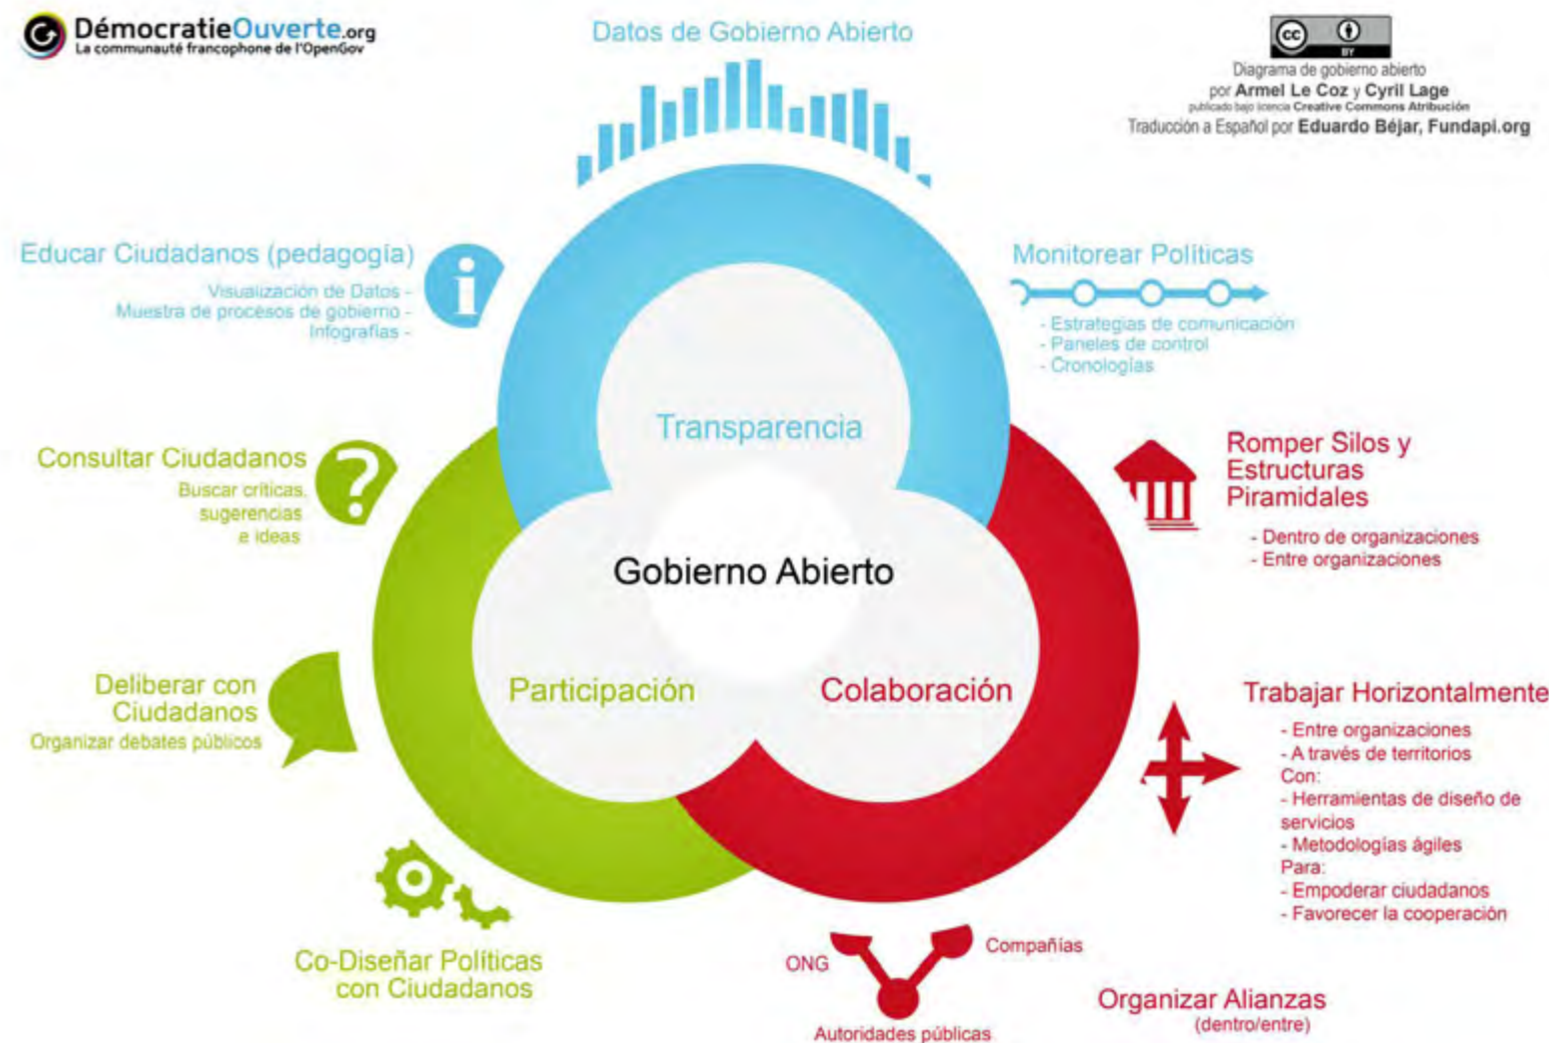 DémocratieOuverte.org
La communauté francophone de l'OpenGov
Datos de Gobierno Abierto
cc
BY
Diagrama de gobierno abierto
por Armel Le Coz y Cyril Lage
publicado bajo licencia Creative Commons Atribución
Traducción a Español por Eduardo Béjar, Fundapi.org
Educar Ciudadanos (pedagogía)
Visualización de Datos -
Muestra de procesos de gobierno -
Infografías -
i
Monitorear Políticas
- Estrategias de comunicación
- Paneles de control
- Cronologías
Transparencia
Consultar Ciudadanos
Buscar críticas,
sugerencias
e ideas
?
Romper Silos y
Estructuras
Piramidales
- Dentro de organizaciones
- Entre organizaciones
Gobierno Abierto
Deliberar con
Ciudadanos
Organizar debates públicos
Participación
Colaboración
Trabajar Horizontalmente
- Entre organizaciones
- A través de territorios
Con:
- Herramientas de diseño de
servicios
- Metodologías ágiles
Para:
- Empoderar ciudadanos
- Favorecer la cooperación
Co-Diseñar Políticas
con Ciudadanos
ONG
Compañías
Autoridades públicas
Organizar Alianzas
(dentro/entre)